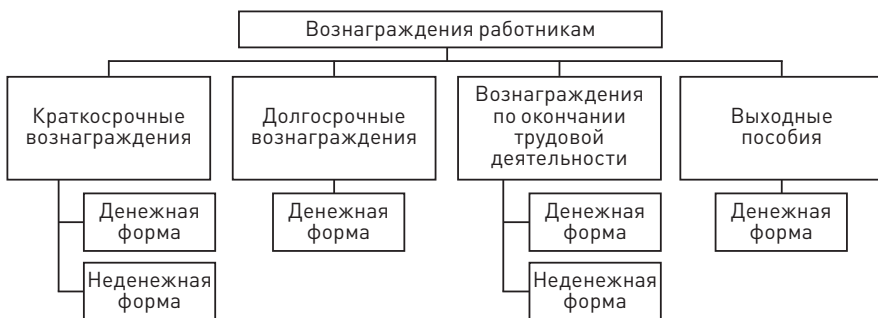 Вознаграждения работникам
Краткосрочные
вознаграждения
Долгосрочные
вознаграждения
Вознаграждения
по окончании
трудовой
деятельности
Выходные
пособия
Денежная
форма
Денежная
форма
Денежная
форма
Денежная
форма
Неденежная
форма
Неденежная
форма